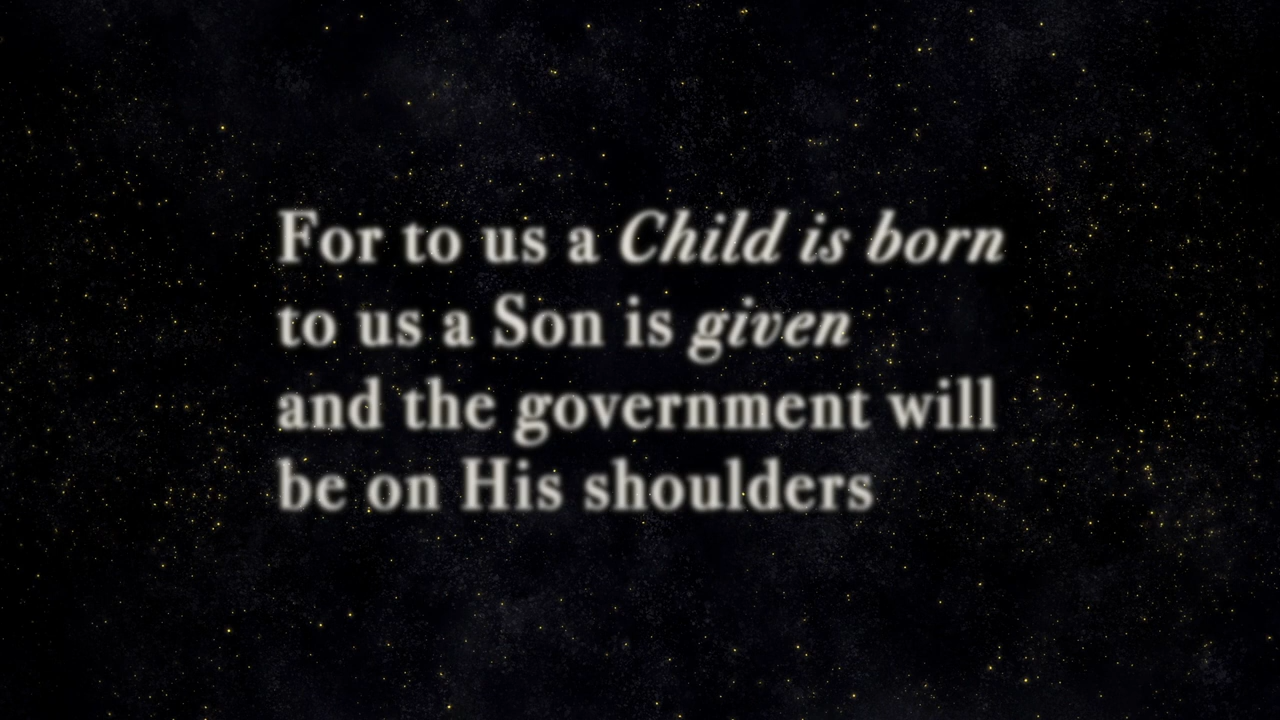 For to us a Child is born
to us a Son is given
and the government will
be on His shoulders